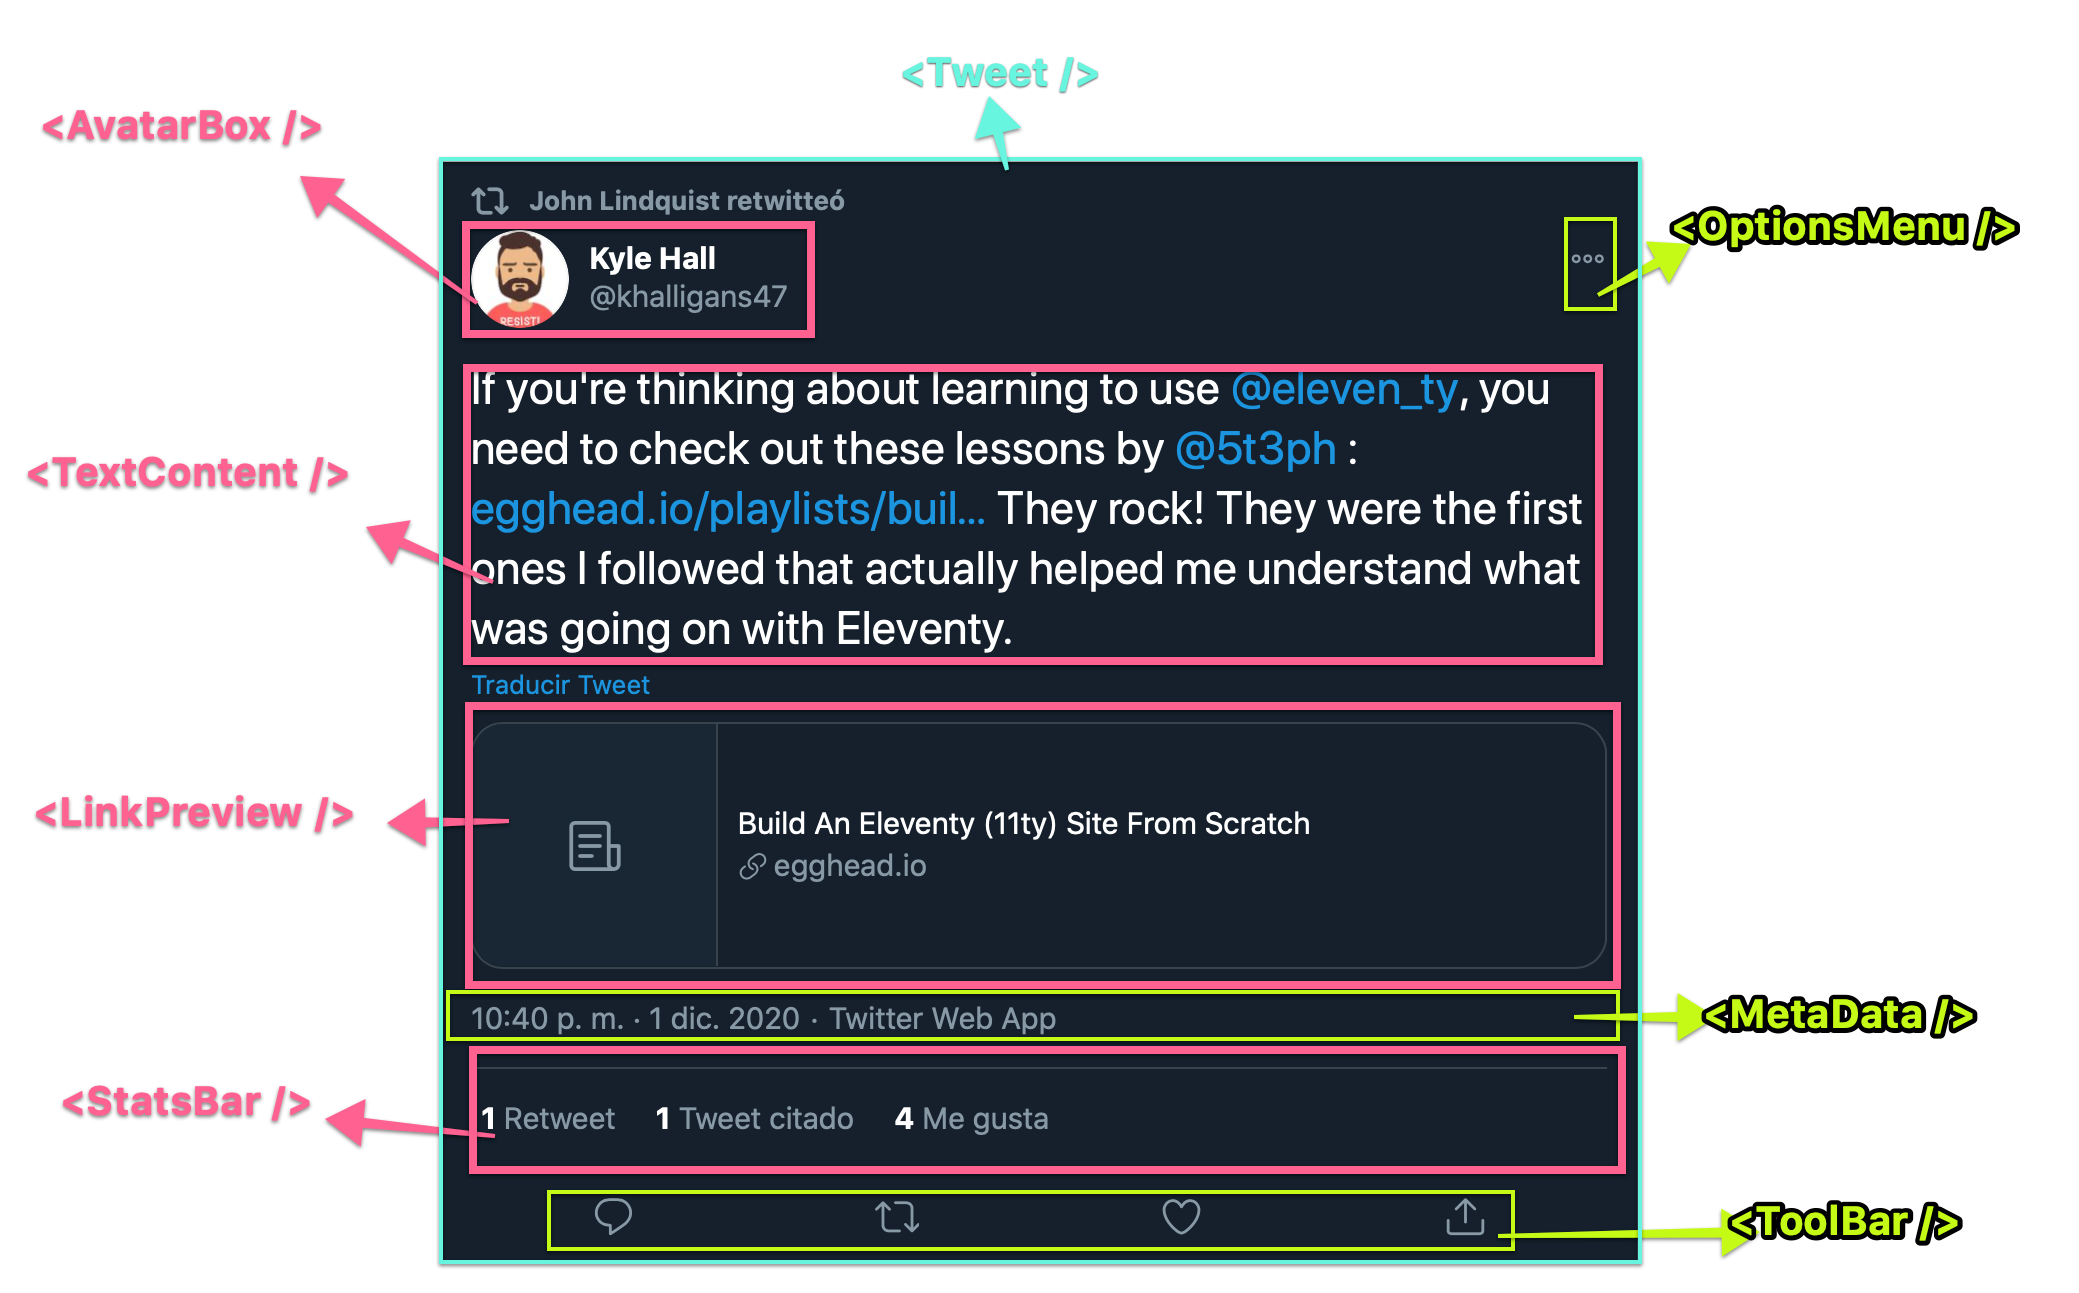 <Tweet />
<AvatarBox />
John Lindquist retwitteó
<OptionsMenu />
Kyle Hall
@khalligans47
RESIST!
If you're thinking about learning to use @eleven_ty, you
need to check out these lessons by @5t3ph :
<TextContent />
egghead.io/playlists/buil... They rock! They were the first
ones I followed that actually helped me understand what
was going on with Eleventy.
Traducir Tweet
<LinkPreview />
Build An Eleventy (11ty) Site From Scratch
egghead.io
10:40 p. m. · 1 dic. 2020 · Twitter Web App
<MetaData />
<StatsBar />
1 Retweet 1 Tweet citado 4 Me gusta
<ToolBar />